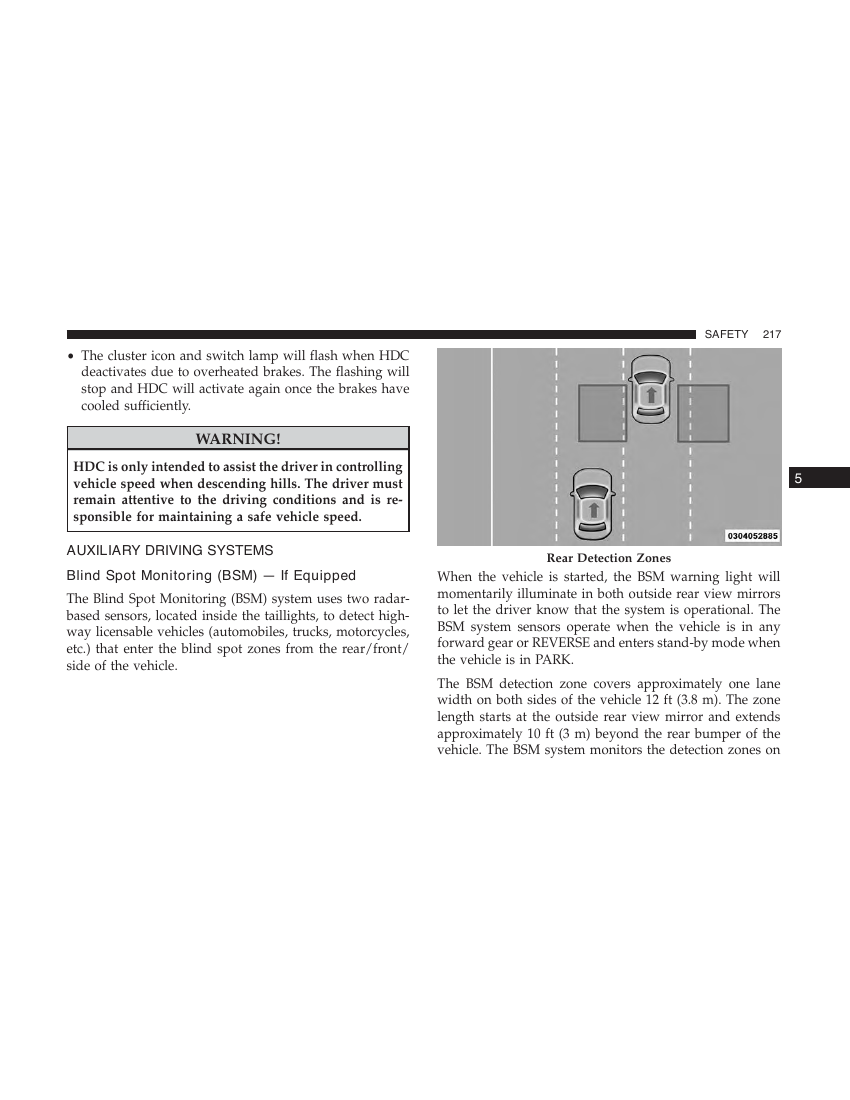 SAFETY 217
• The cluster icon and switch lamp will flash when HDC
deactivates due to overheated brakes. The flashing will
stop and HDC will activate again once the brakes have
cooled sufficiently.
WARNING!
HDC is only intended to assist the driver in controlling
vehicle speed when descending hills. The driver must
remain attentive to the driving conditions and is re-
sponsible for maintaining a safe vehicle speed.
AUXILIARY DRIVING SYSTEMS
Blind Spot Monitoring (BSM) — If Equipped
The Blind Spot Monitoring (BSM) system uses two radar-
based sensors, located inside the taillights, to detect high-
way licensable vehicles (automobiles, trucks, motorcycles,
etc.) that enter the blind spot zones from the rear/front/
side of the vehicle.
0304052885
Rear Detection Zones
When the vehicle is started, the BSM warning light will
momentarily illuminate in both outside rear view mirrors
to let the driver know that the system is operational. The
BSM system sensors operate when the vehicle is in any
forward gear or REVERSE and enters stand-by mode when
the vehicle is in PARK.
The BSM detection zone covers approximately one lane
width on both sides of the vehicle 12 ft (3.8 m). The zone
length starts at the outside rear view mirror and extends
approximately 10 ft (3 m) beyond the rear bumper of the
vehicle. The BSM system monitors the detection zones on
5